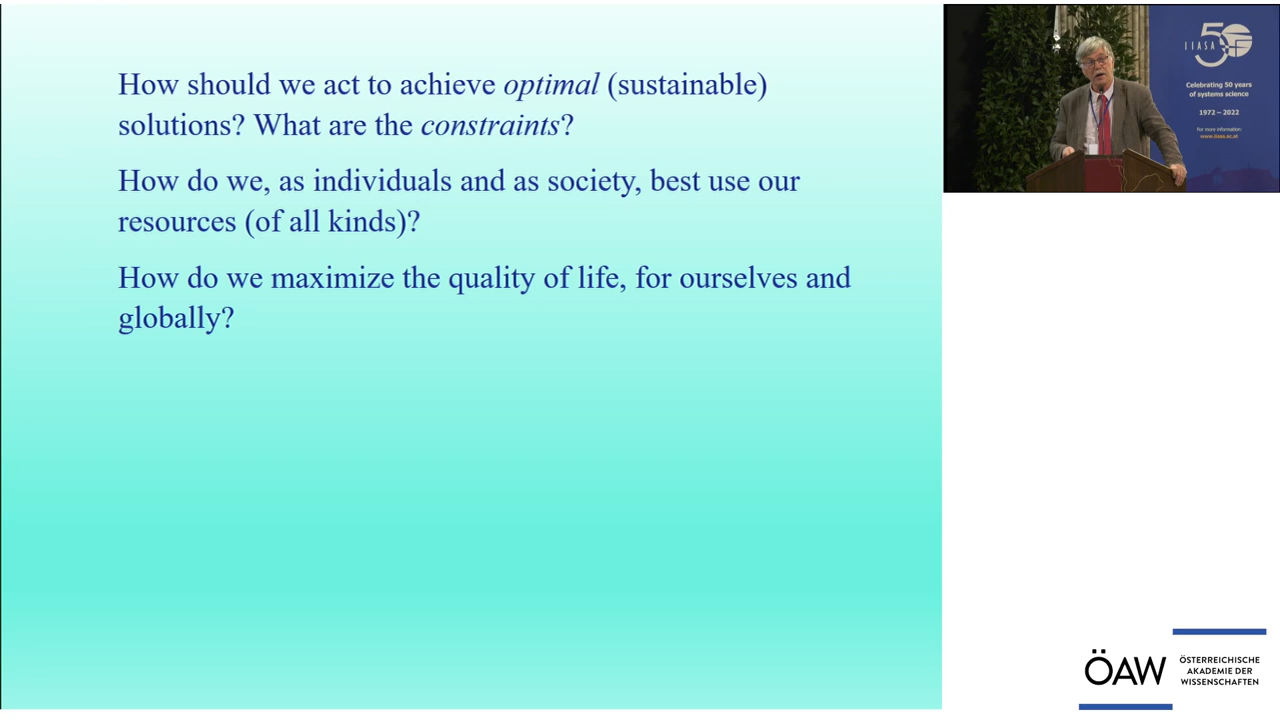 How should we act to achieve optimal (sustainable)
solutions? What are the constraints?
How do we, as individuals and as society, best use our
resources (of all kinds)?
How do we maximize the quality of life, for ourselves and
globally?
50
IIASA
Celebrating 50 years
of systems science
1972 – 2022
For more information:
www.iiasa.ac.at
ÖAW
ÖSTERREICHISCHE
AKADEMIE DER
WISSENSCHAFTEN